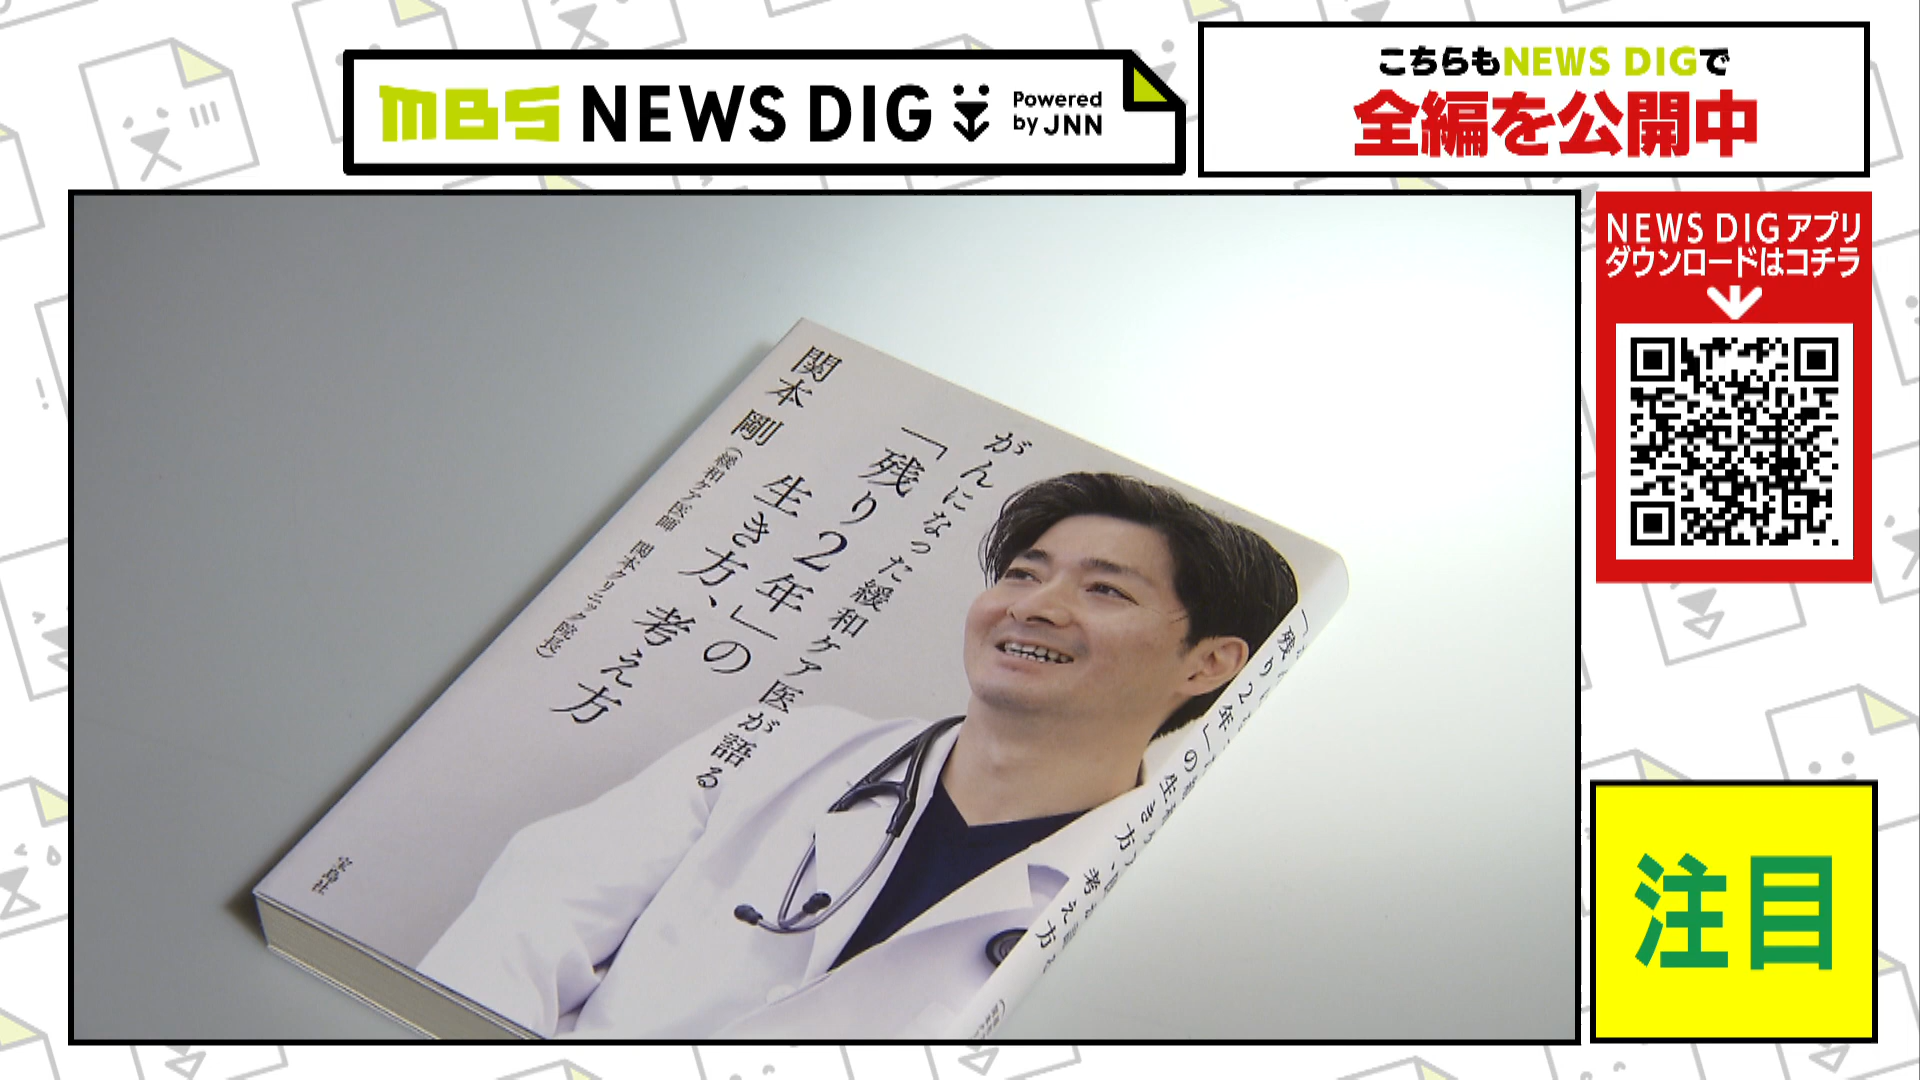 MBS NEWS DIG Powered by JNN
こちらもNEWS DIGで
全編を公開中
NEWS DIGアプリ
ダウンロードはコチラ
がんになった緩和ケア医が語る
「残り2年」の
生き方、考え方
関本 剛(緩和ケア医師 関本クリニック院長)
宝島社
「残り2年」の生き方、考え方
注目